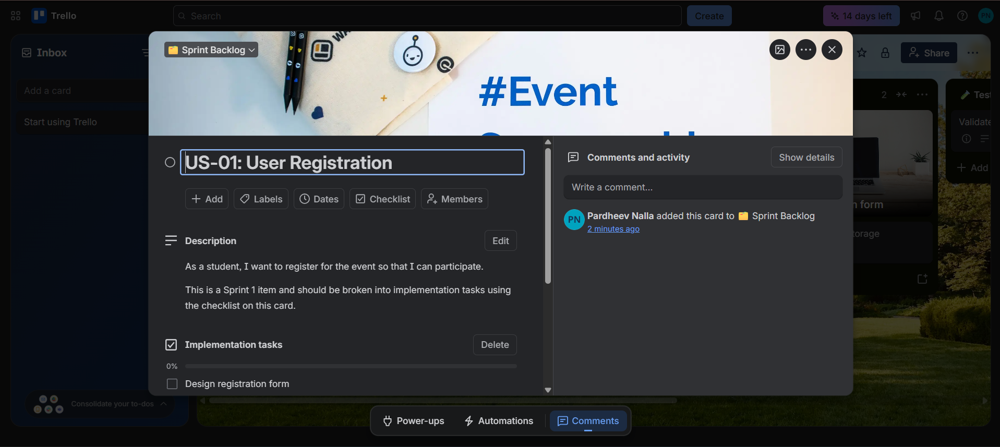 Trello
Search
Create
14 days left
PN
Inbox
Add a card
Start using Trello
Consolidate your to-dos
Sprint Backlog
#Event
Share
2
Test
Validate
Add
n form
orage
US-01: User Registration
Add
Labels
Dates
Checklist
Members
Description
Edit
As a student, I want to register for the event so that I can participate.
This is a Sprint 1 item and should be broken into implementation tasks using
the checklist on this card.
Implementation tasks
Delete
0%
Design registration form
Comments and activity
Show details
Write a comment...
PN
Pardheev Nalla added this card to Sprint Backlog
2 minutes ago
Power-ups
Automations
Comments